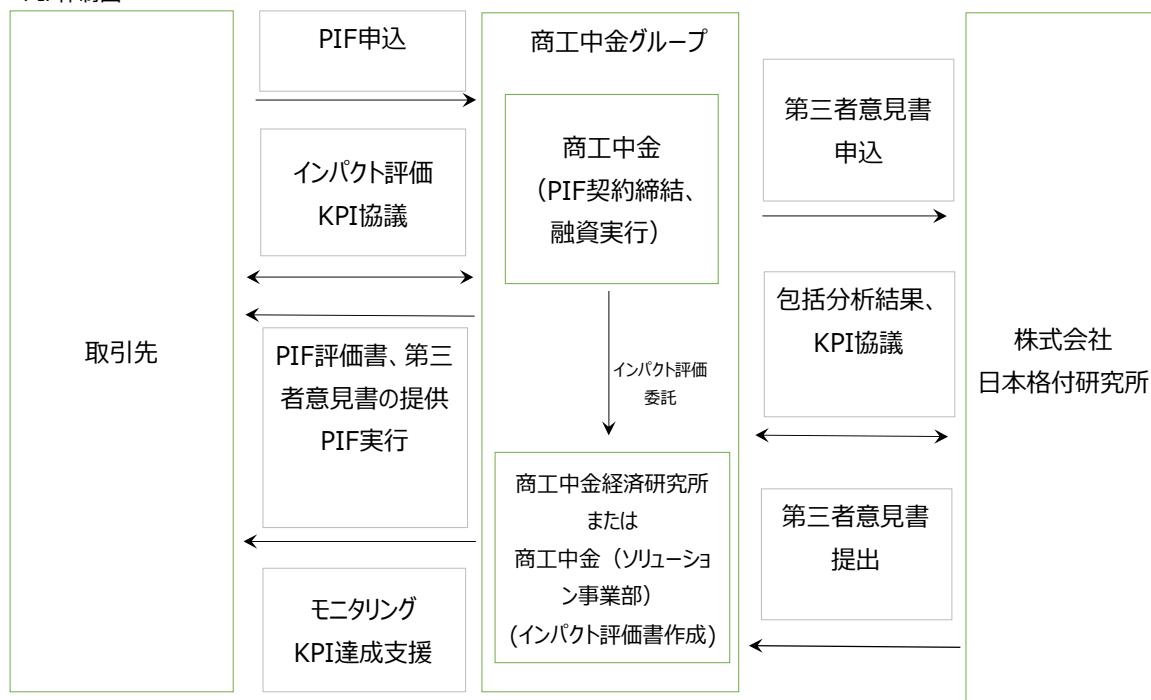 PIF申込
商工中金グループ
第三者意見書
申込
商工中金
（PIF契約締結、
融資実行）
インパクト評価
KPI協議
包括分析結果、
KPI協議
取引先
PIF評価書、第三
者意見書の提供
PIF実行
インパクト評価
委託
株式会社
日本格付研究所
商工中金経済研究所
または
商工中金（ソリューショ
ン事業部）
(インパクト評価書作成)
第三者意見書
提出
モニタリング
KPI達成支援